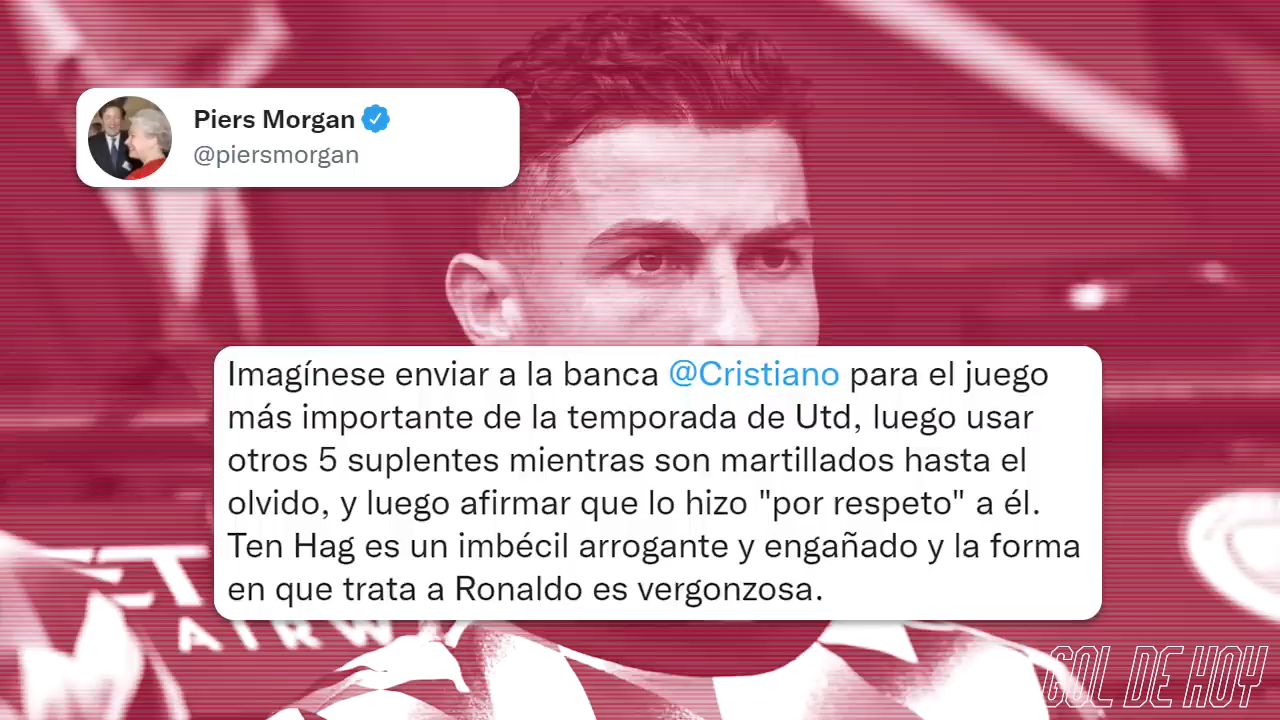 Piers Morgan
@piersmorgan
Imagínese enviar a la banca @Cristiano para el juego
más importante de la temporada de Utd, luego usar
otros 5 suplentes mientras son martillados hasta el
olvido, y luego afirmar que lo hizo "por respeto" a él.
Ten Hag es un imbécil arrogante y engañado y la forma
en que trata a Ronaldo es vergonzosa.
AIRW
GOL DE HOY